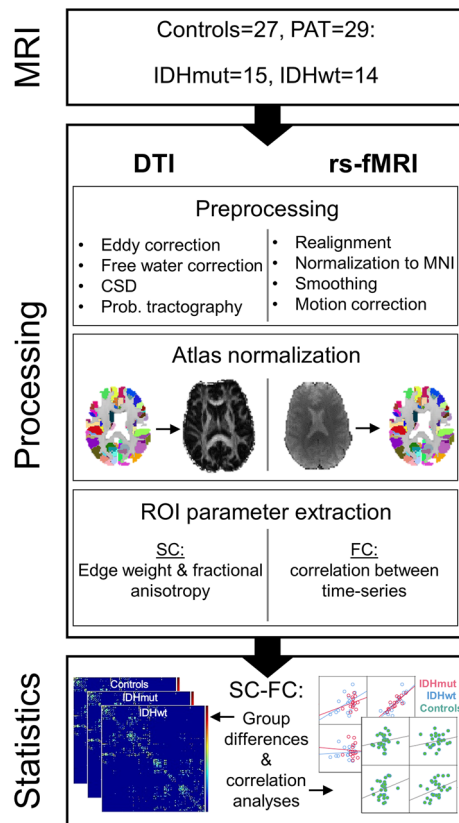 MRI
Controls=27, PAT=29:
IDHmut=15, IDHwt=14
Processing
DTI
rs-fMRI
Preprocessing
• Eddy correction
• Free water correction
• CSD
• Prob. tractography
• Realignment
• Normalization to MNI
• Smoothing
• Motion correction
Atlas normalization
ROI parameter extraction
SC:
Edge weight & fractional
anisotropy
FC:
correlation between
time-series
Statistics
Controls
IDHmut
IDHwt
SC-FC:
Group
differences
&
correlation
analyses
IDHmut
IDHwt
Controls